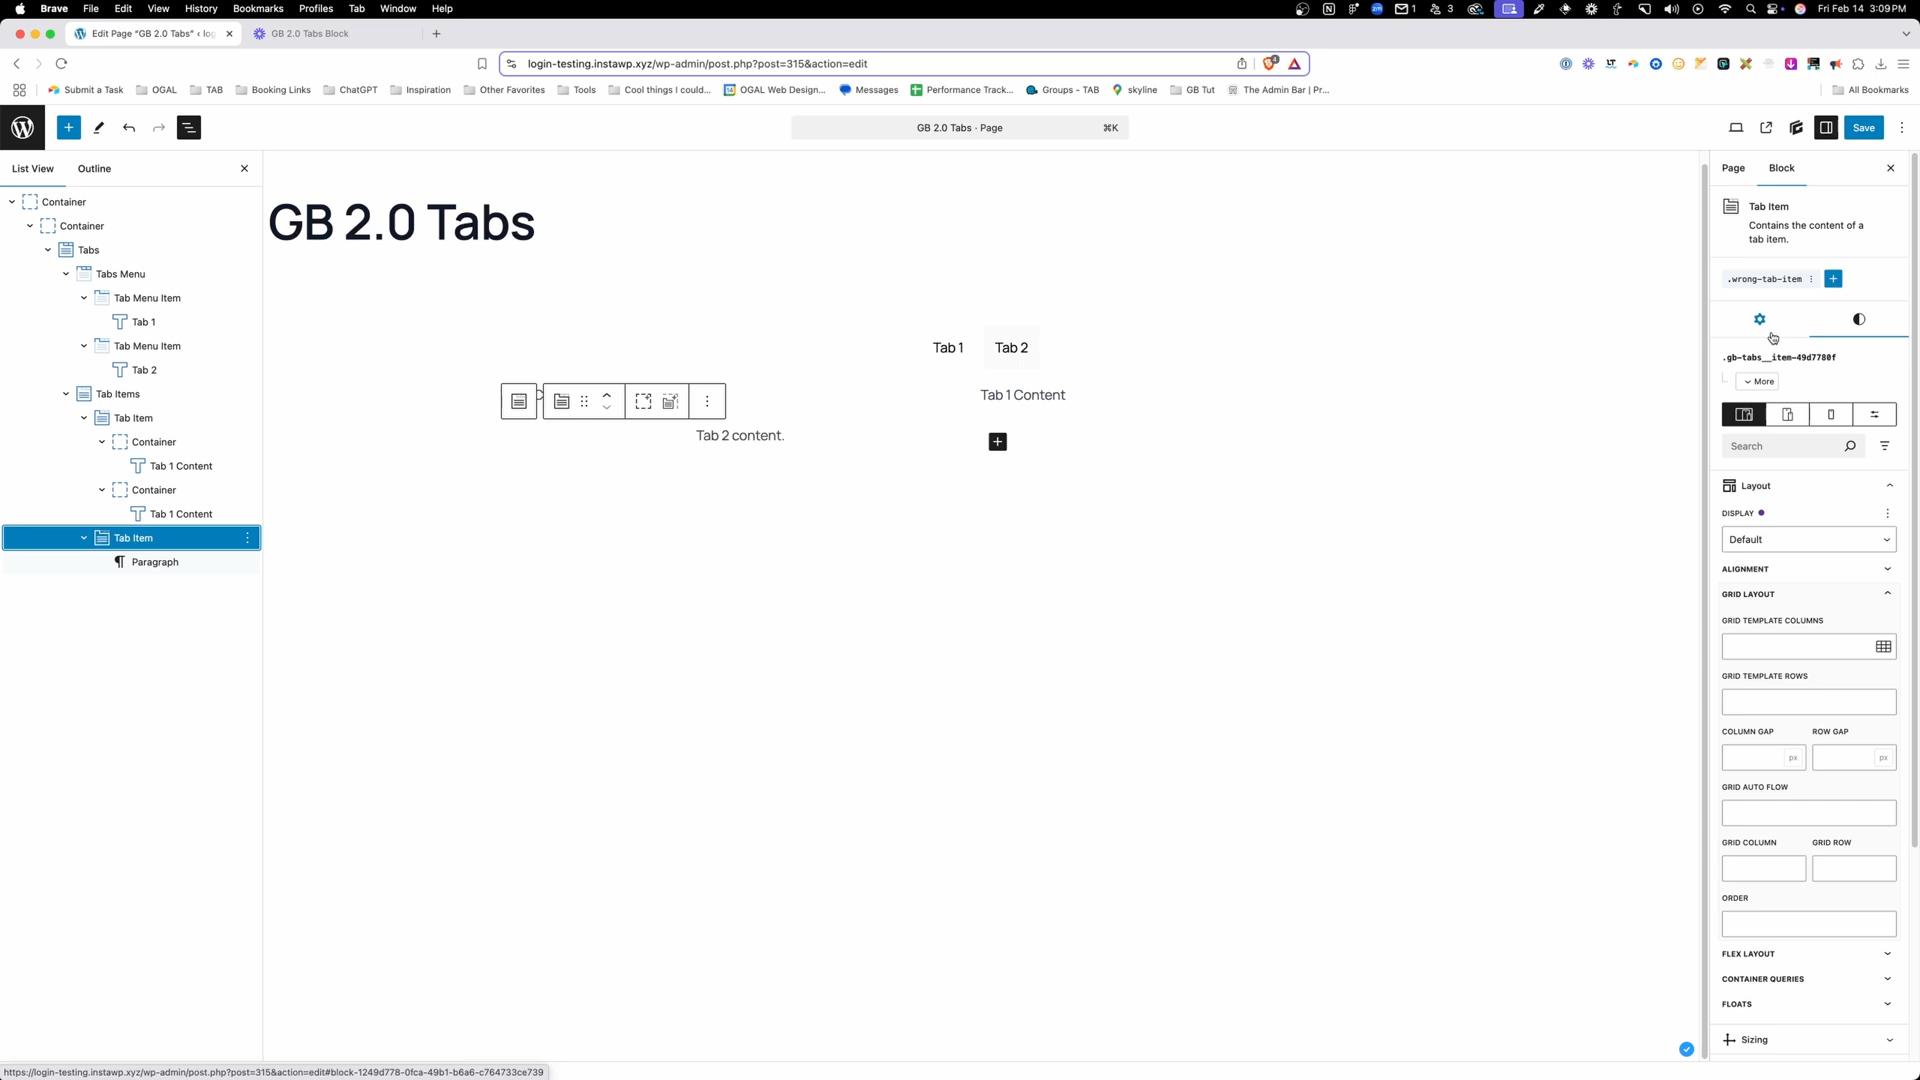 Brave File Edit View History Bookmarks Profiles Tab Window Help
1 3 Fri Feb 14 3:09 PM
Edit Page "GB 2.0 Tabs" ‹ log
GB 2.0 Tabs Block
login-testing.instawp.xyz/wp-admin/post.php?post=315&action=edit
Submit a Task OGAL TAB Booking Links ChatGPT Inspiration Other Favorites Tools Cool things I could... OGAL Web Design... Messages Performance Track... Groups - TAB skyline GB Tut The Admin Bar | Pr... All Bookmarks
GB 2.0 Tabs · Page ⌘K
Save
List View Outline
Container
Container
Tabs
Tabs Menu
Tab Menu Item
Tab 1
Tab Menu Item
Tab 2
Tab Items
Tab Item
Container
Tab 1 Content
Container
Tab 1 Content
Tab Item
Paragraph
GB 2.0 Tabs
Tab 1 Tab 2
Tab 1 Content
Tab 2 content.
Page Block
Tab Item
Contains the content of a
tab item.
.wrong-tab-item
.gb-tabs__item-49d7780f
More
Search
Layout
DISPLAY
Default
ALIGNMENT
GRID LAYOUT
GRID TEMPLATE COLUMNS
GRID TEMPLATE ROWS
COLUMN GAP ROW GAP
px px
GRID AUTO FLOW
GRID COLUMN GRID ROW
ORDER
FLEX LAYOUT
CONTAINER QUERIES
FLOATS
Sizing
https://login-testing.instawp.xyz/wp-admin/post.php?post=315&action=edit#block-1249d778-0fca-49b1-b6a6-c764733ce739